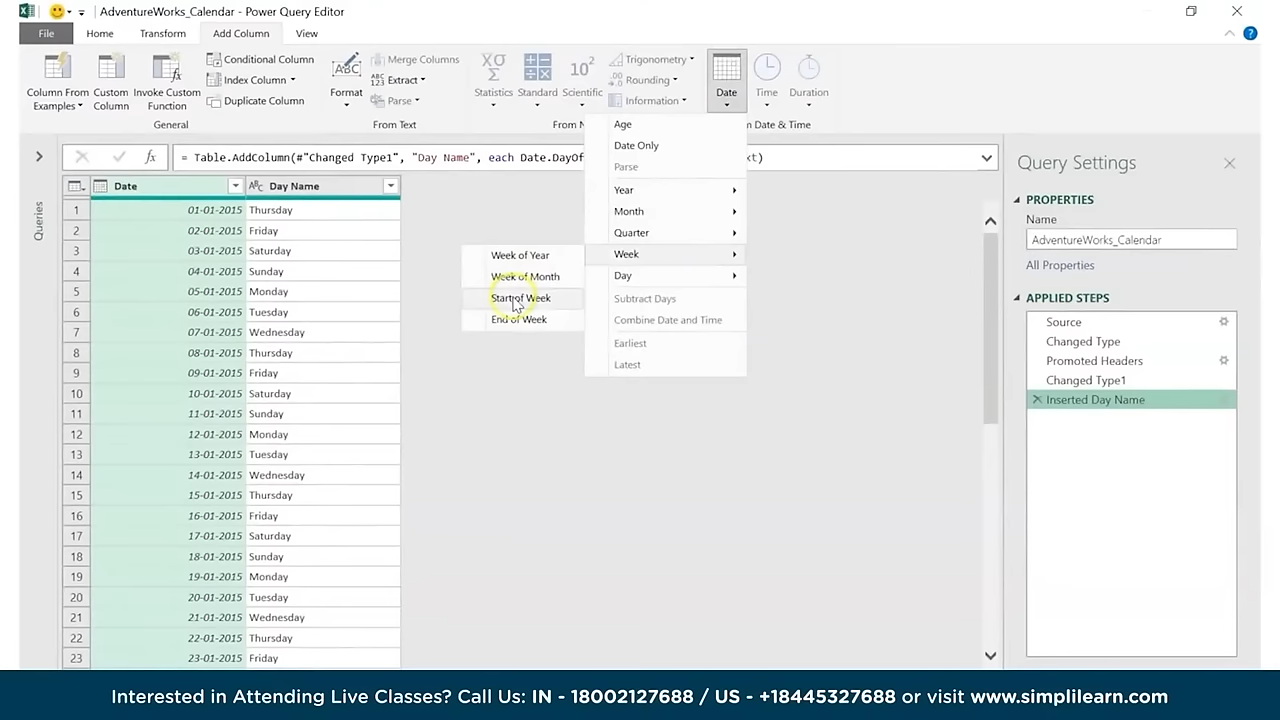 AdventureWorks_Calendar - Power Query Editor
File
Home
Transform
Add Column
View
Column From
Examples
Custom
Column
Invoke Custom
Function
Conditional Column
Index Column
Duplicate Column
General
Format
ABC
Merge Columns
Extract
Parse
From Text
Statistics
Standard
Scientific
Trigonometry
Rounding
Information
From N
Date
Time
Duration
m Date & Time
= Table.AddColumn(#"Changed Type1", "Day Name", each Date.DayOf
xt)
Age
Date Only
Parse
Year
Month
Quarter
Week
Day
Subtract Days
Combine Date and Time
Earliest
Latest
Week of Year
Week of Month
Start of Week
End of Week
Queries
Date
Day Name
1 01-01-2015 Thursday
2 02-01-2015 Friday
3 03-01-2015 Saturday
4 04-01-2015 Sunday
5 05-01-2015 Monday
6 06-01-2015 Tuesday
7 07-01-2015 Wednesday
8 08-01-2015 Thursday
9 09-01-2015 Friday
10 10-01-2015 Saturday
11 11-01-2015 Sunday
12 12-01-2015 Monday
13 13-01-2015 Tuesday
14 14-01-2015 Wednesday
15 15-01-2015 Thursday
16 16-01-2015 Friday
17 17-01-2015 Saturday
18 18-01-2015 Sunday
19 19-01-2015 Monday
20 20-01-2015 Tuesday
21 21-01-2015 Wednesday
22 22-01-2015 Thursday
23 23-01-2015 Friday
Query Settings
PROPERTIES
Name
AdventureWorks_Calendar
All Properties
APPLIED STEPS
Source
Changed Type
Promoted Headers
Changed Type1
Inserted Day Name
Interested in Attending Live Classes? Call Us: IN - 18002127688 / US - +18445327688 or visit www.simplilearn.com